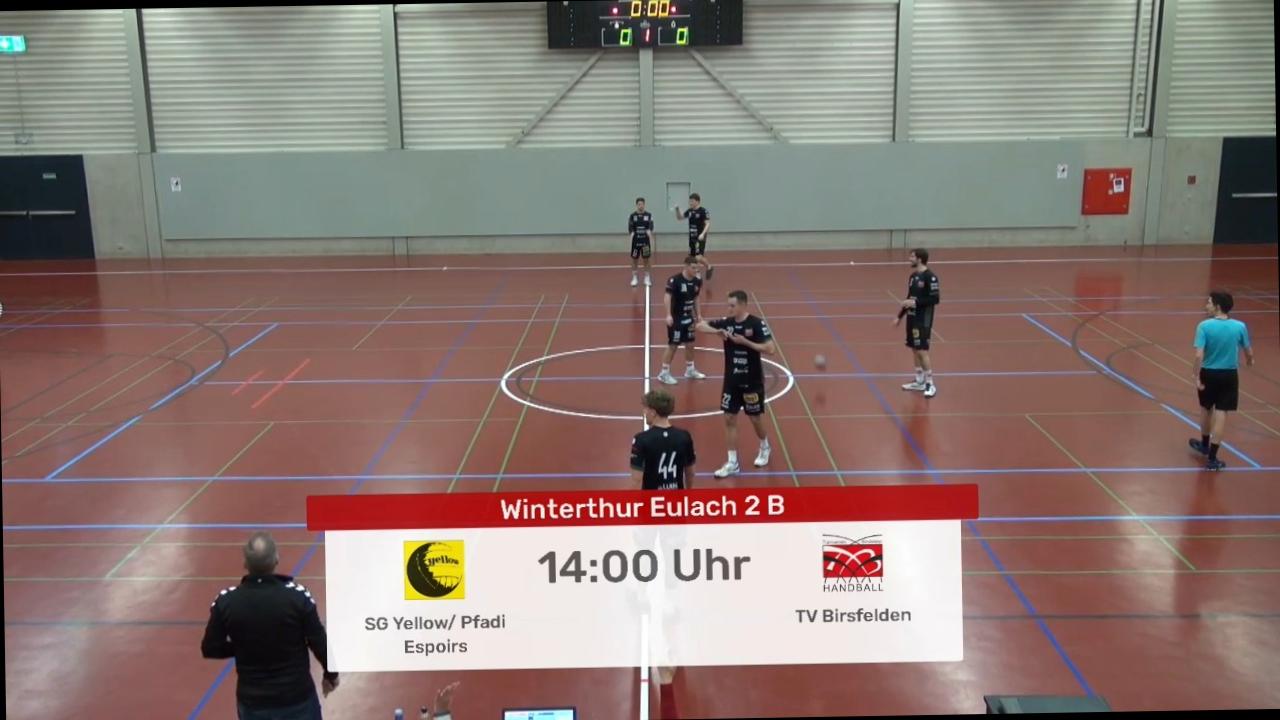 0:00
0 1 0
44
22
Winterthur Eulach 2 B
yellow
14:00 Uhr
HANDBALL
SG Yellow/ Pfadi
Espoirs
TV Birsfelden